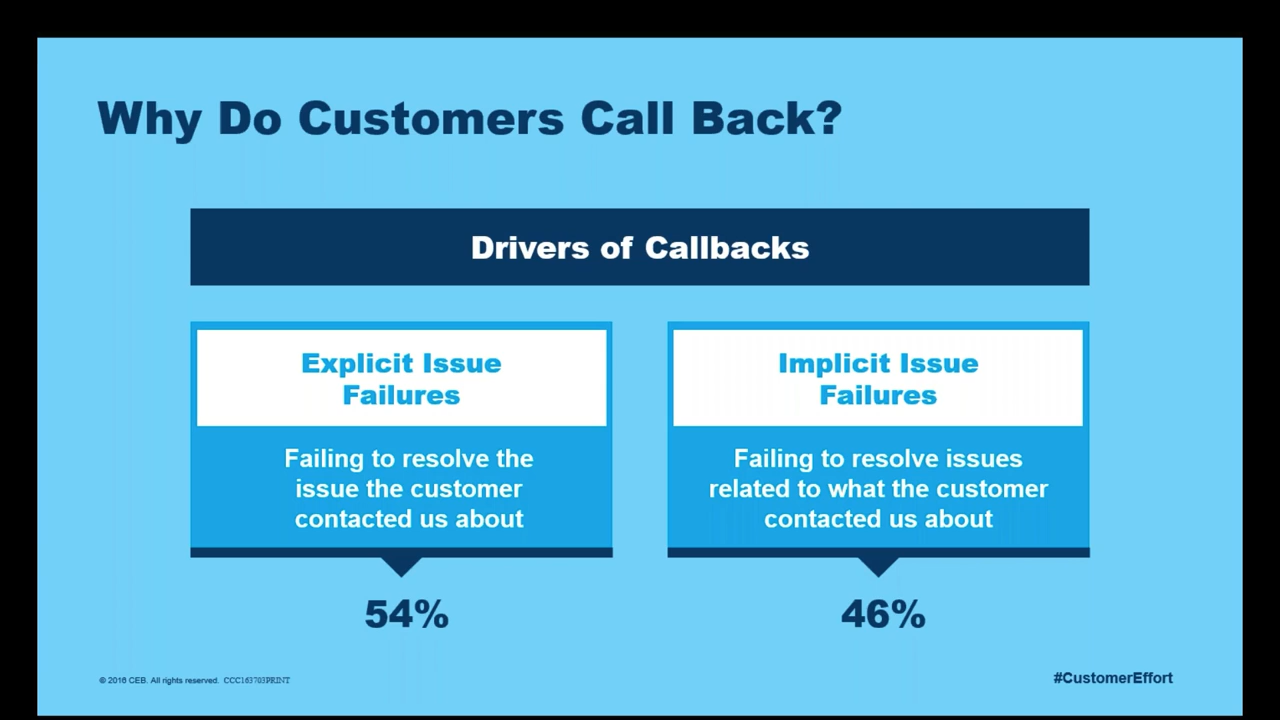 Why Do Customers Call Back?
Drivers of Callbacks
Explicit Issue
Failures
Failing to resolve the
issue the customer
contacted us about
54%
Implicit Issue
Failures
Failing to resolve issues
related to what the customer
contacted us about
46%
© 2016 CEB. All rights reserved. CCC163703PRINT
#CustomerEffort